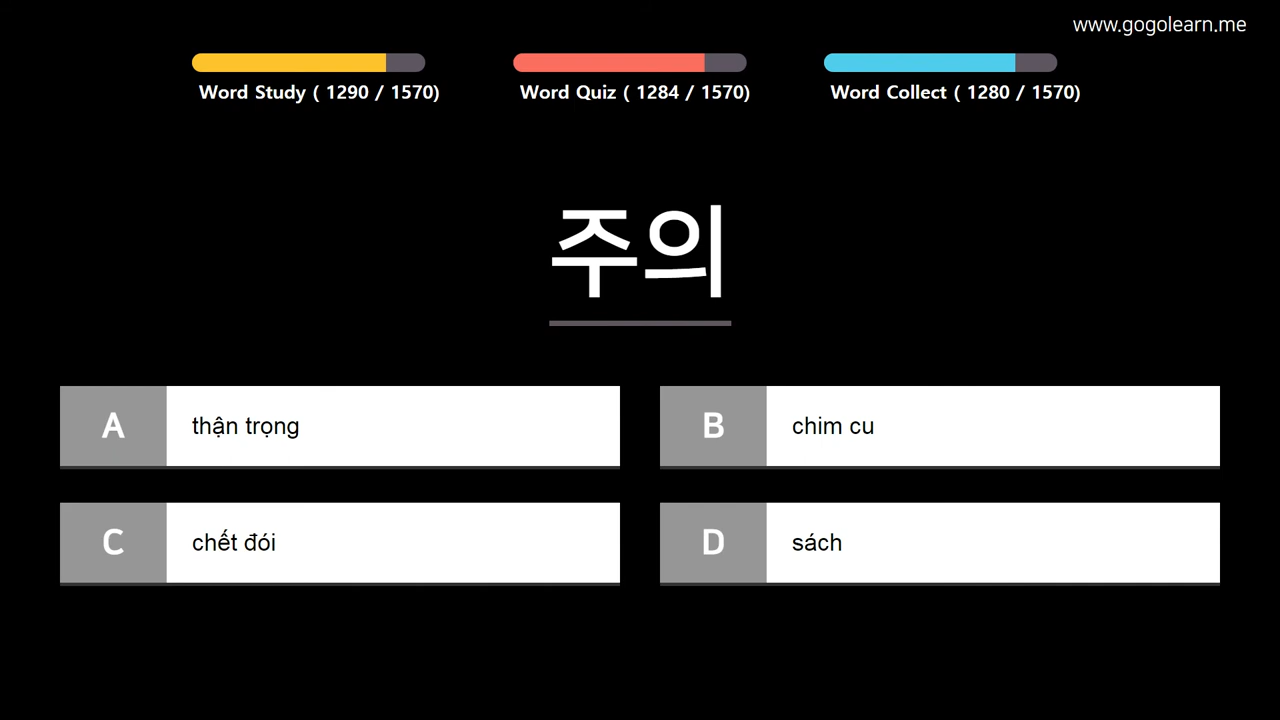 www.gogolearn.me
Word Study ( 1290 / 1570)
Word Quiz ( 1284 / 1570)
Word Collect ( 1280 / 1570)
주의
A thận trọng
B chim cu
C chết đói
D sách